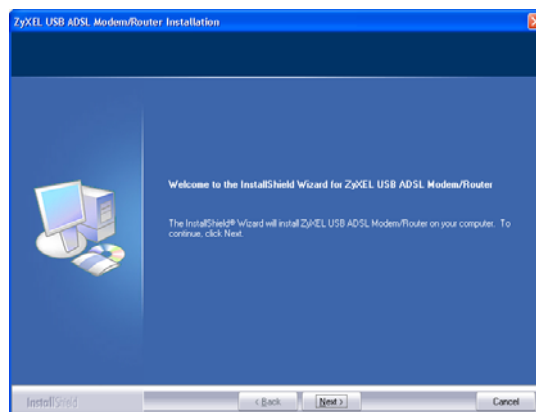 ZyXEL USB ADSL Modem/Router Installation
Welcome to the InstallShield Wizard for ZyXEL USB ADSL Modem/Router
The InstallShield® Wizard will install ZyXEL USB ADSL Modem/Router on your computer. To
continue, click Next.
InstallShield
< Back
Next >
Cancel